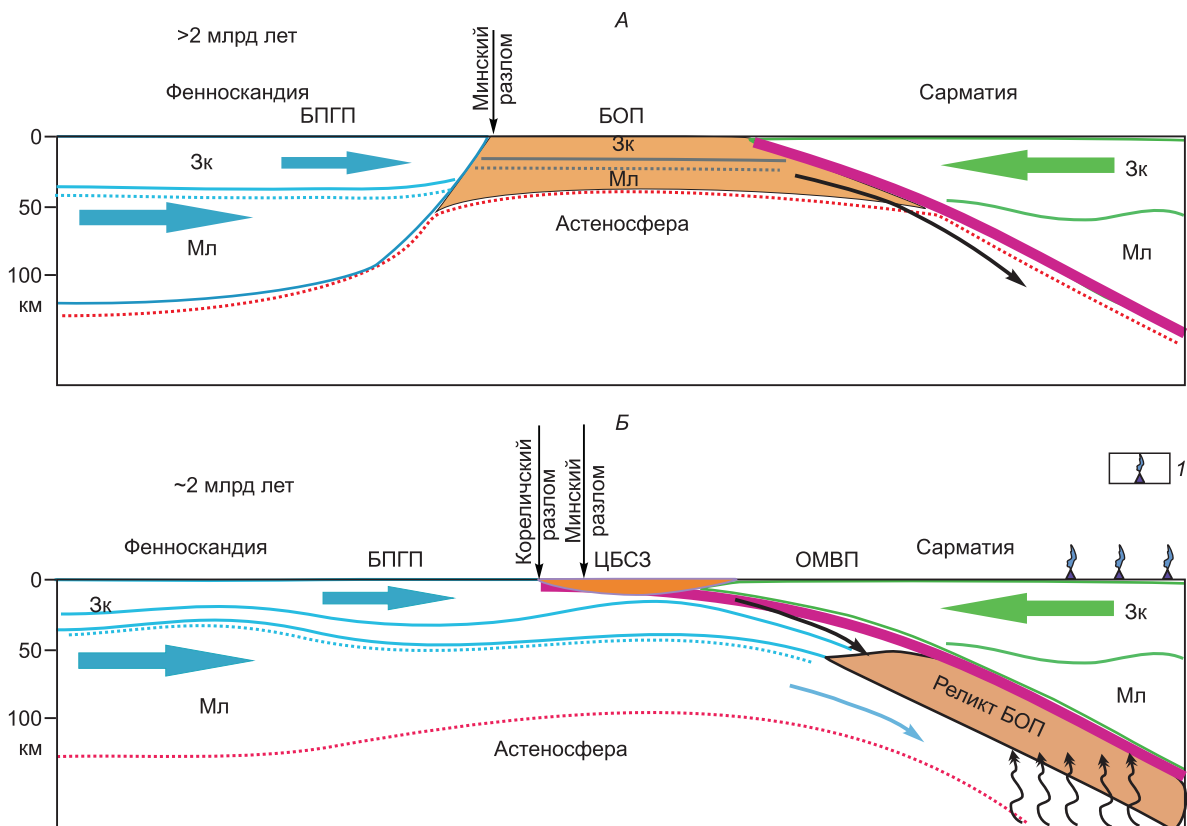 А
>2 млрд лет
Минский
разлом
Фенноскандия
БПГП
БОП
Сарматия
0
Зк
Зк
Зк
Мл
50
Астеносфера
Мл
Мл
100
км
Б
Кореличский
разлом
Минский
разлом
1
~2 млрд лет
Фенноскандия
БПГП
ЦБСЗ
ОМВП
Сарматия
0
Зк
Зк
50
Мл
Мл
Реликт БОП
100
км
Астеносфера